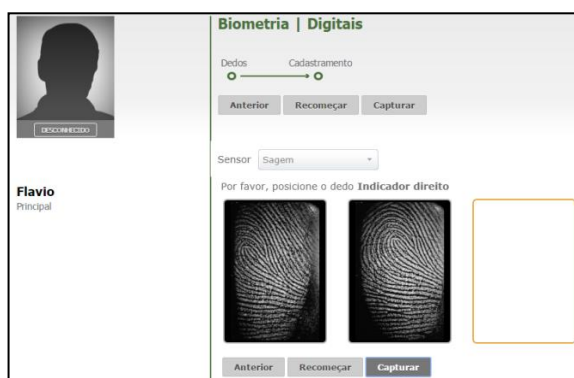 Biometria | Digitais
Dedos Cadastramento
Anterior Recomeçar Capturar
DESCONHECIDO
Sensor Sagem
Flavio
Principal
Por favor, posicione o dedo Indicador direito
Anterior Recomeçar Capturar